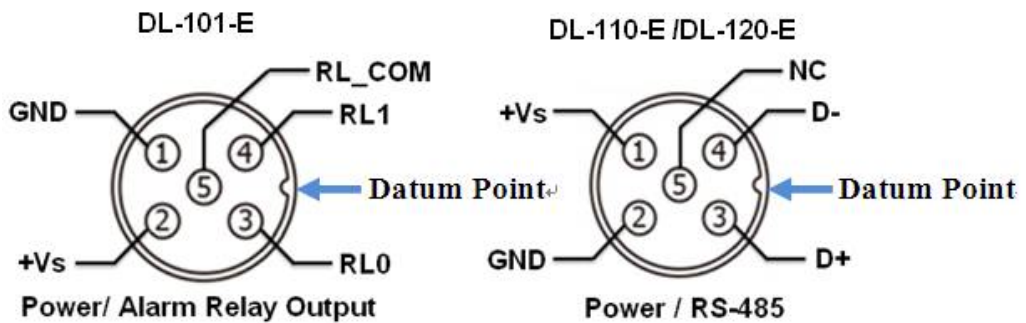 DL-101-E
RL_COM
GND
RL1
1
4
5
Datum Point
2
3
+Vs
RL0
Power/ Alarm Relay Output
DL-110-E /DL-120-E
NC
+Vs
D-
1
4
5
Datum Point
2
3
GND
D+
Power / RS-485